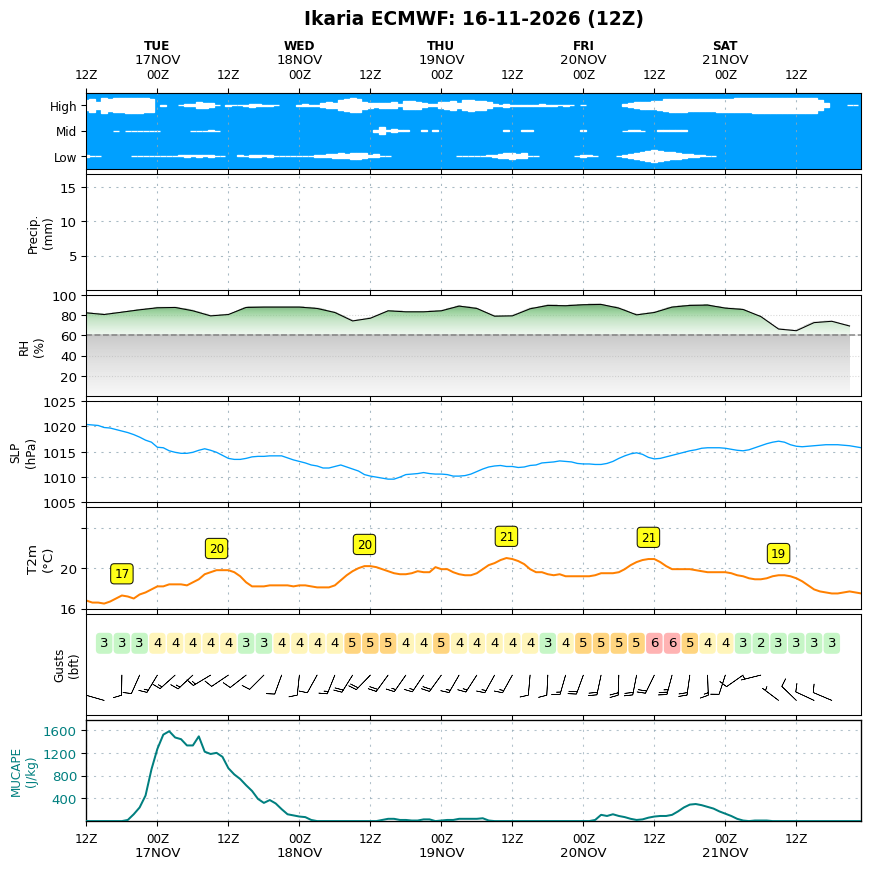 Ikaria ECMWF: 16-11-2026 (12Z)
TUE WED THU FRI SAT
17NOV 18NOV 19NOV 20NOV 21NOV
12Z 00Z 12Z 00Z 12Z 00Z 12Z 00Z 12Z 00Z 12Z
High
Mid
Low
Precip.
(mm)
15
10
5
RH
(%)
100
80
60
40
20
SLP
(hPa)
1025
1020
1015
1010
1005
T2m
(°C)
20
16
17 20 20 21 21 19
Gusts
(bft)
3 3 3 4 4 4 4 4 3 3 4 4 4 4 5 5 5 4 4 5 4 4 4 4 4 3 4 5 5 5 5 6 6 5 4 4 3 2 3 3 3 3
MUCAPE
(J/kg)
1600
1200
800
400
12Z 00Z 12Z 00Z 12Z 00Z 12Z 00Z 12Z 00Z 12Z
17NOV 18NOV 19NOV 20NOV 21NOV